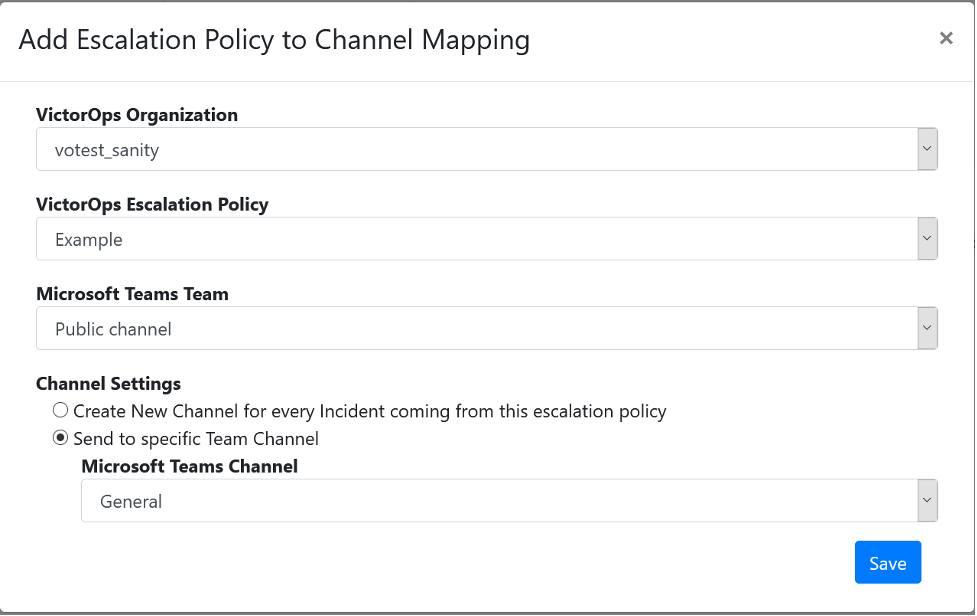 Add Escalation Policy to Channel Mapping ×
VictorOps Organization
votest_sanity
VictorOps Escalation Policy
Example
Microsoft Teams Team
Public channel
Channel Settings
Create New Channel for every Incident coming from this escalation policy
Send to specific Team Channel
Microsoft Teams Channel
General
Save